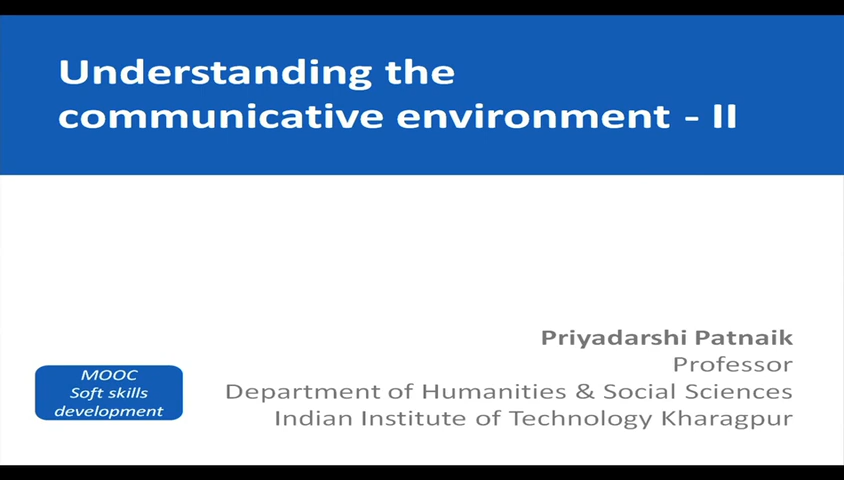 Understanding the
communicative environment - II
Priyadarshi Patnaik
Professor
Department of Humanities & Social Sciences
Indian Institute of Technology Kharagpur
MOOC
Soft skills
development